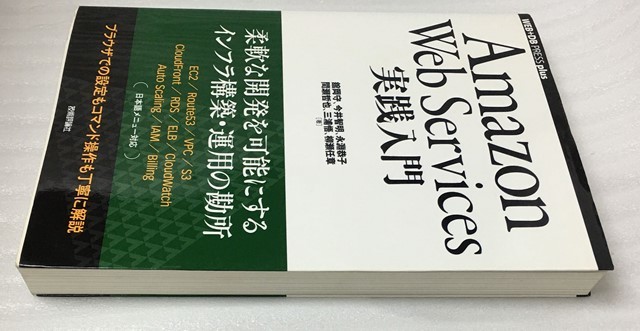 WEB+DB PRESS plus
Amazon
Web Services
実践入門
舘岡守、今井智明、永淵恭子
間瀬哲也、三浦悟、柳瀬任章
[著]
柔軟な開発を可能にする
インフラ構築・運用の勘所
EC2／Route53／VPC／S3
CloudFront／RDS／ELB／CloudWatch
Auto Scaling／IAM／Billing
(日本語メニュー対応)
ブラウザでの設定もコマンド操作も丁寧に解説
技術評論社